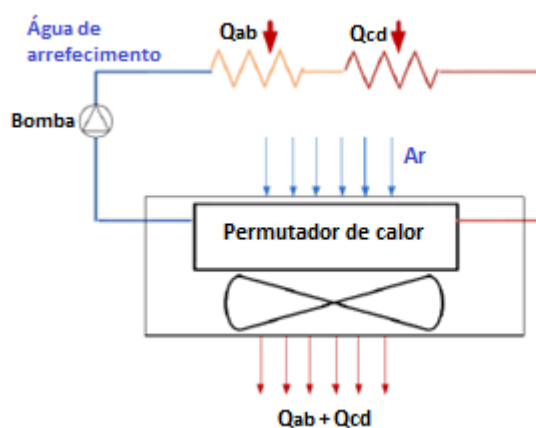 Água de
arrefecimento
Qab
Qcd
Bomba
Ar
Permutador de calor
Qab + Qcd